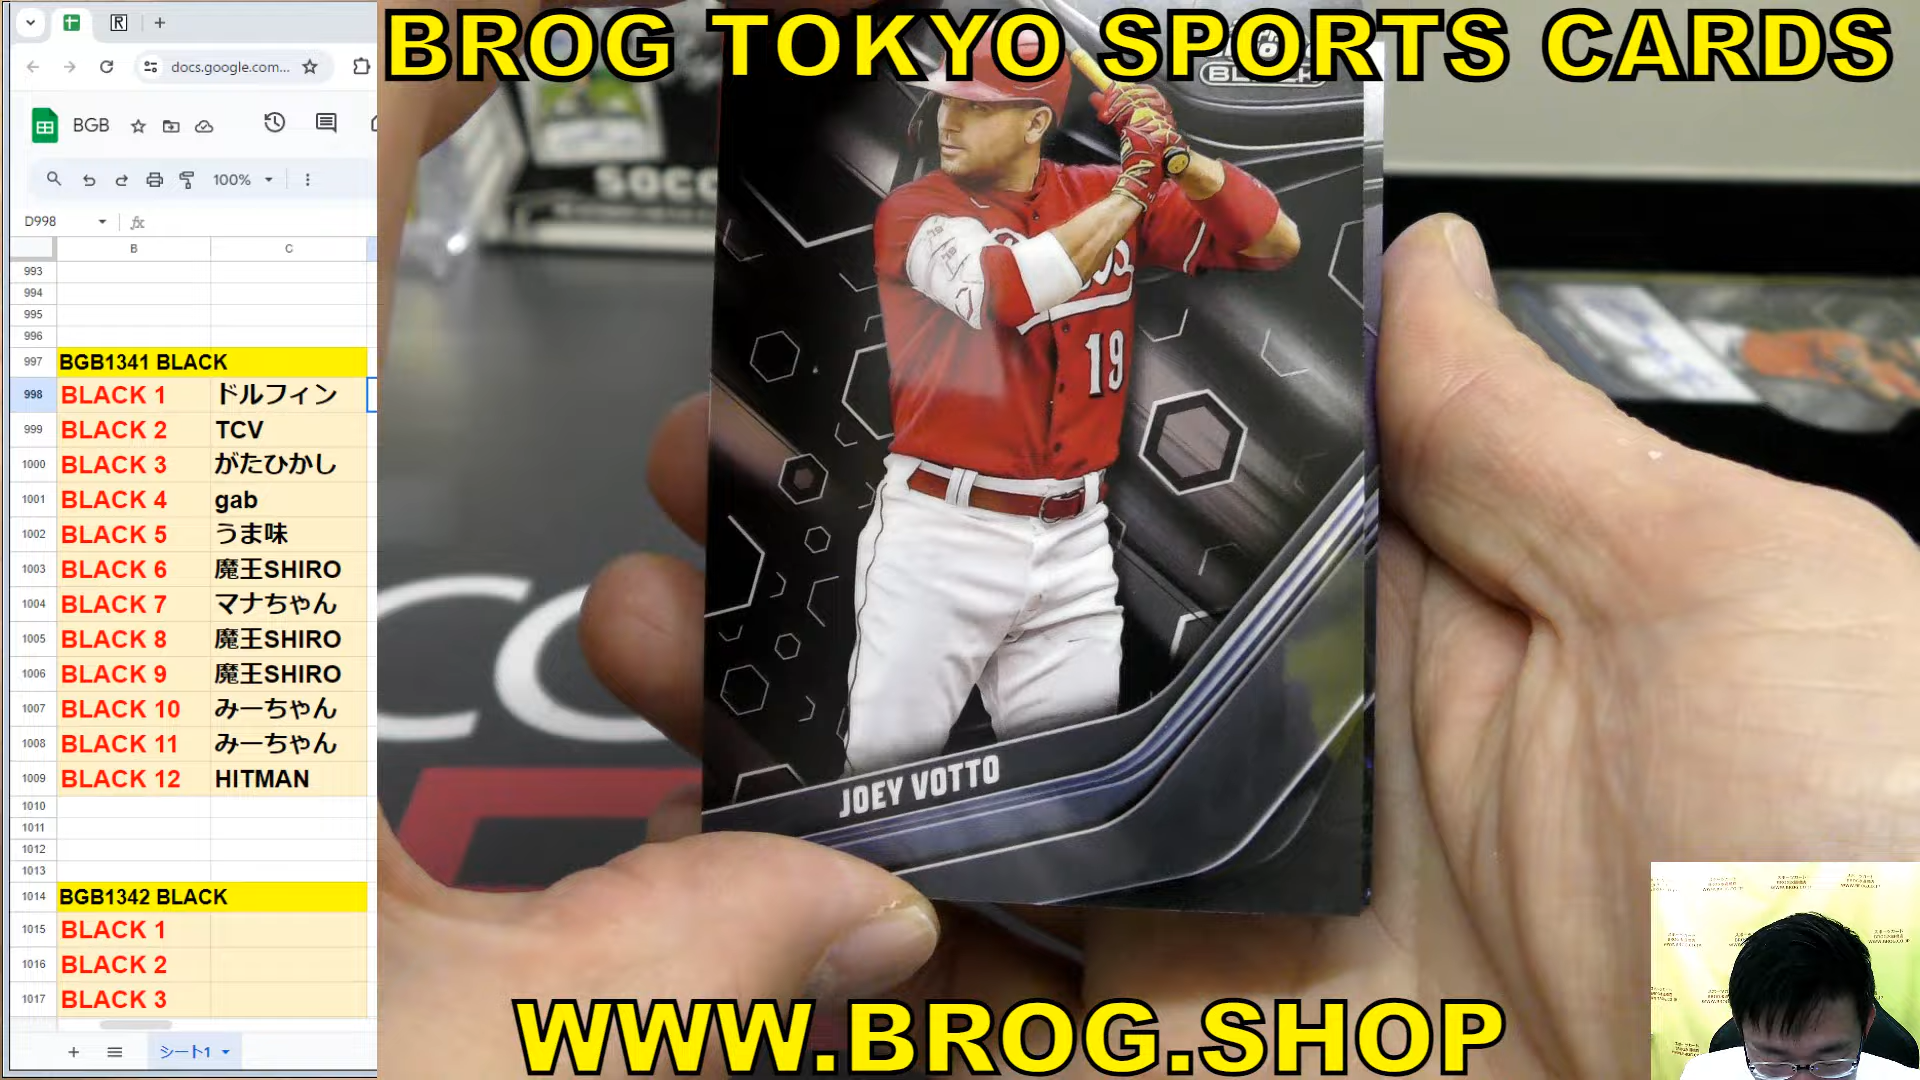 BROG TOKYO SPORTS CARDS
docs.google.com...
BGB
100%
D998
fx
B C
993
994
995
996
997 BGB1341 BLACK
998 BLACK 1 ドルフィン
999 BLACK 2 TCV
1000 BLACK 3 がたひかし
1001 BLACK 4 gab
1002 BLACK 5 うま味
1003 BLACK 6 魔王SHIRO
1004 BLACK 7 マナちゃん
1005 BLACK 8 魔王SHIRO
1006 BLACK 9 魔王SHIRO
1007 BLACK 10 みーちゃん
1008 BLACK 11 みーちゃん
1009 BLACK 12 HITMAN
1010
1011
1012
1013
1014 BGB1342 BLACK
1015 BLACK 1
1016 BLACK 2
1017 BLACK 3
シート1
SOCC
BLACK
19
JOEY VOTTO
WWW.BROG.SHOP